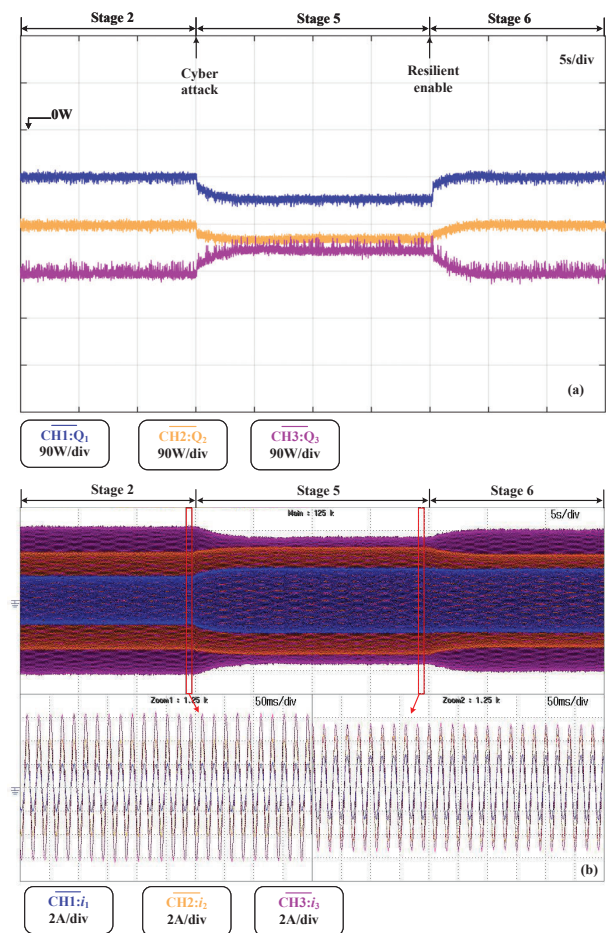 Stage 2 Stage 5 Stage 6
Cyber attack
Resilient enable
5s/div
0W
(a)
CH1:Q₁ 90W/div
CH2:Q₂ 90W/div
CH3:Q₃ 90W/div
Stage 2 Stage 5 Stage 6
Main : 125 k 5s/div
Zoom1 : 1.25 k 50ms/div Zoom2 : 1.25 k 50ms/div
(b)
CH1:i₁ 2A/div
CH2:i₂ 2A/div
CH3:i₃ 2A/div